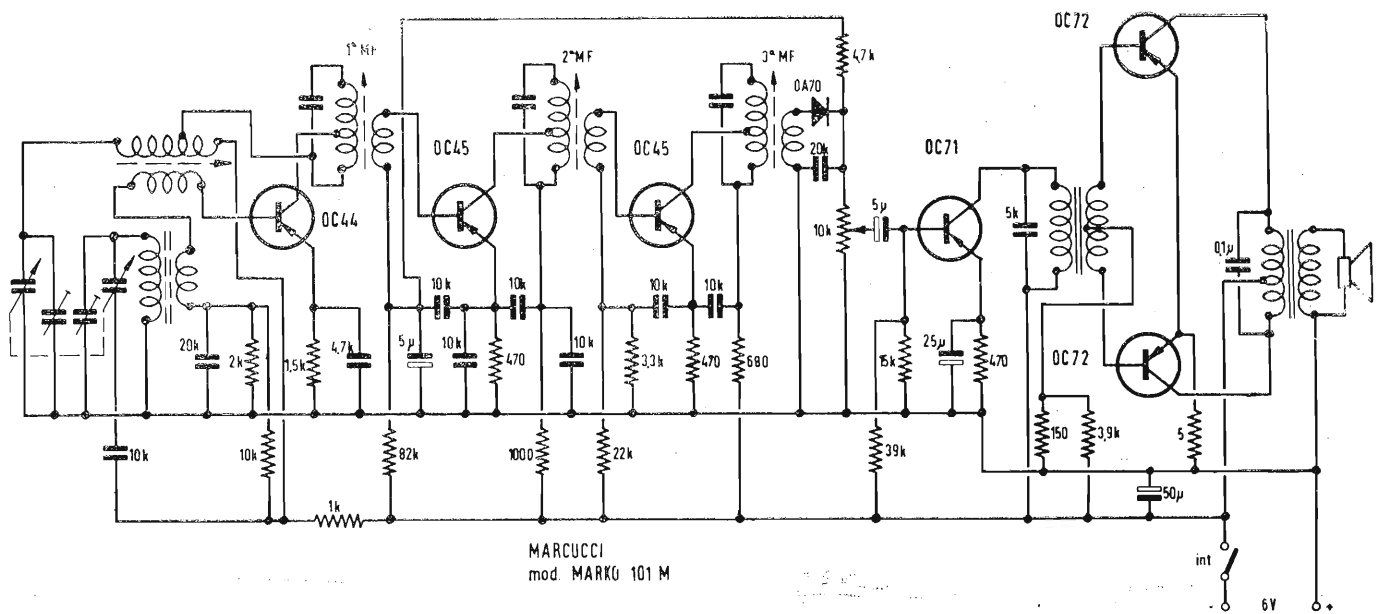 OC72
1ª MF
2ª MF
3ª MF
4,7k
OA70
OC45
OC45
20k
OC71
OC44
5µ
5k
10k
0,1µ
10k
10k
10k
10k
20k
2k
1,5k
4,7k
5µ
10k
470
10k
3,3k
470
680
15k
25µ
470
OC72
10k
10k
82k
1000
22k
39k
150
3,9k
5
50µ
1k
MARCUCCI
mod. MARKO 101 M
int
- 6V +